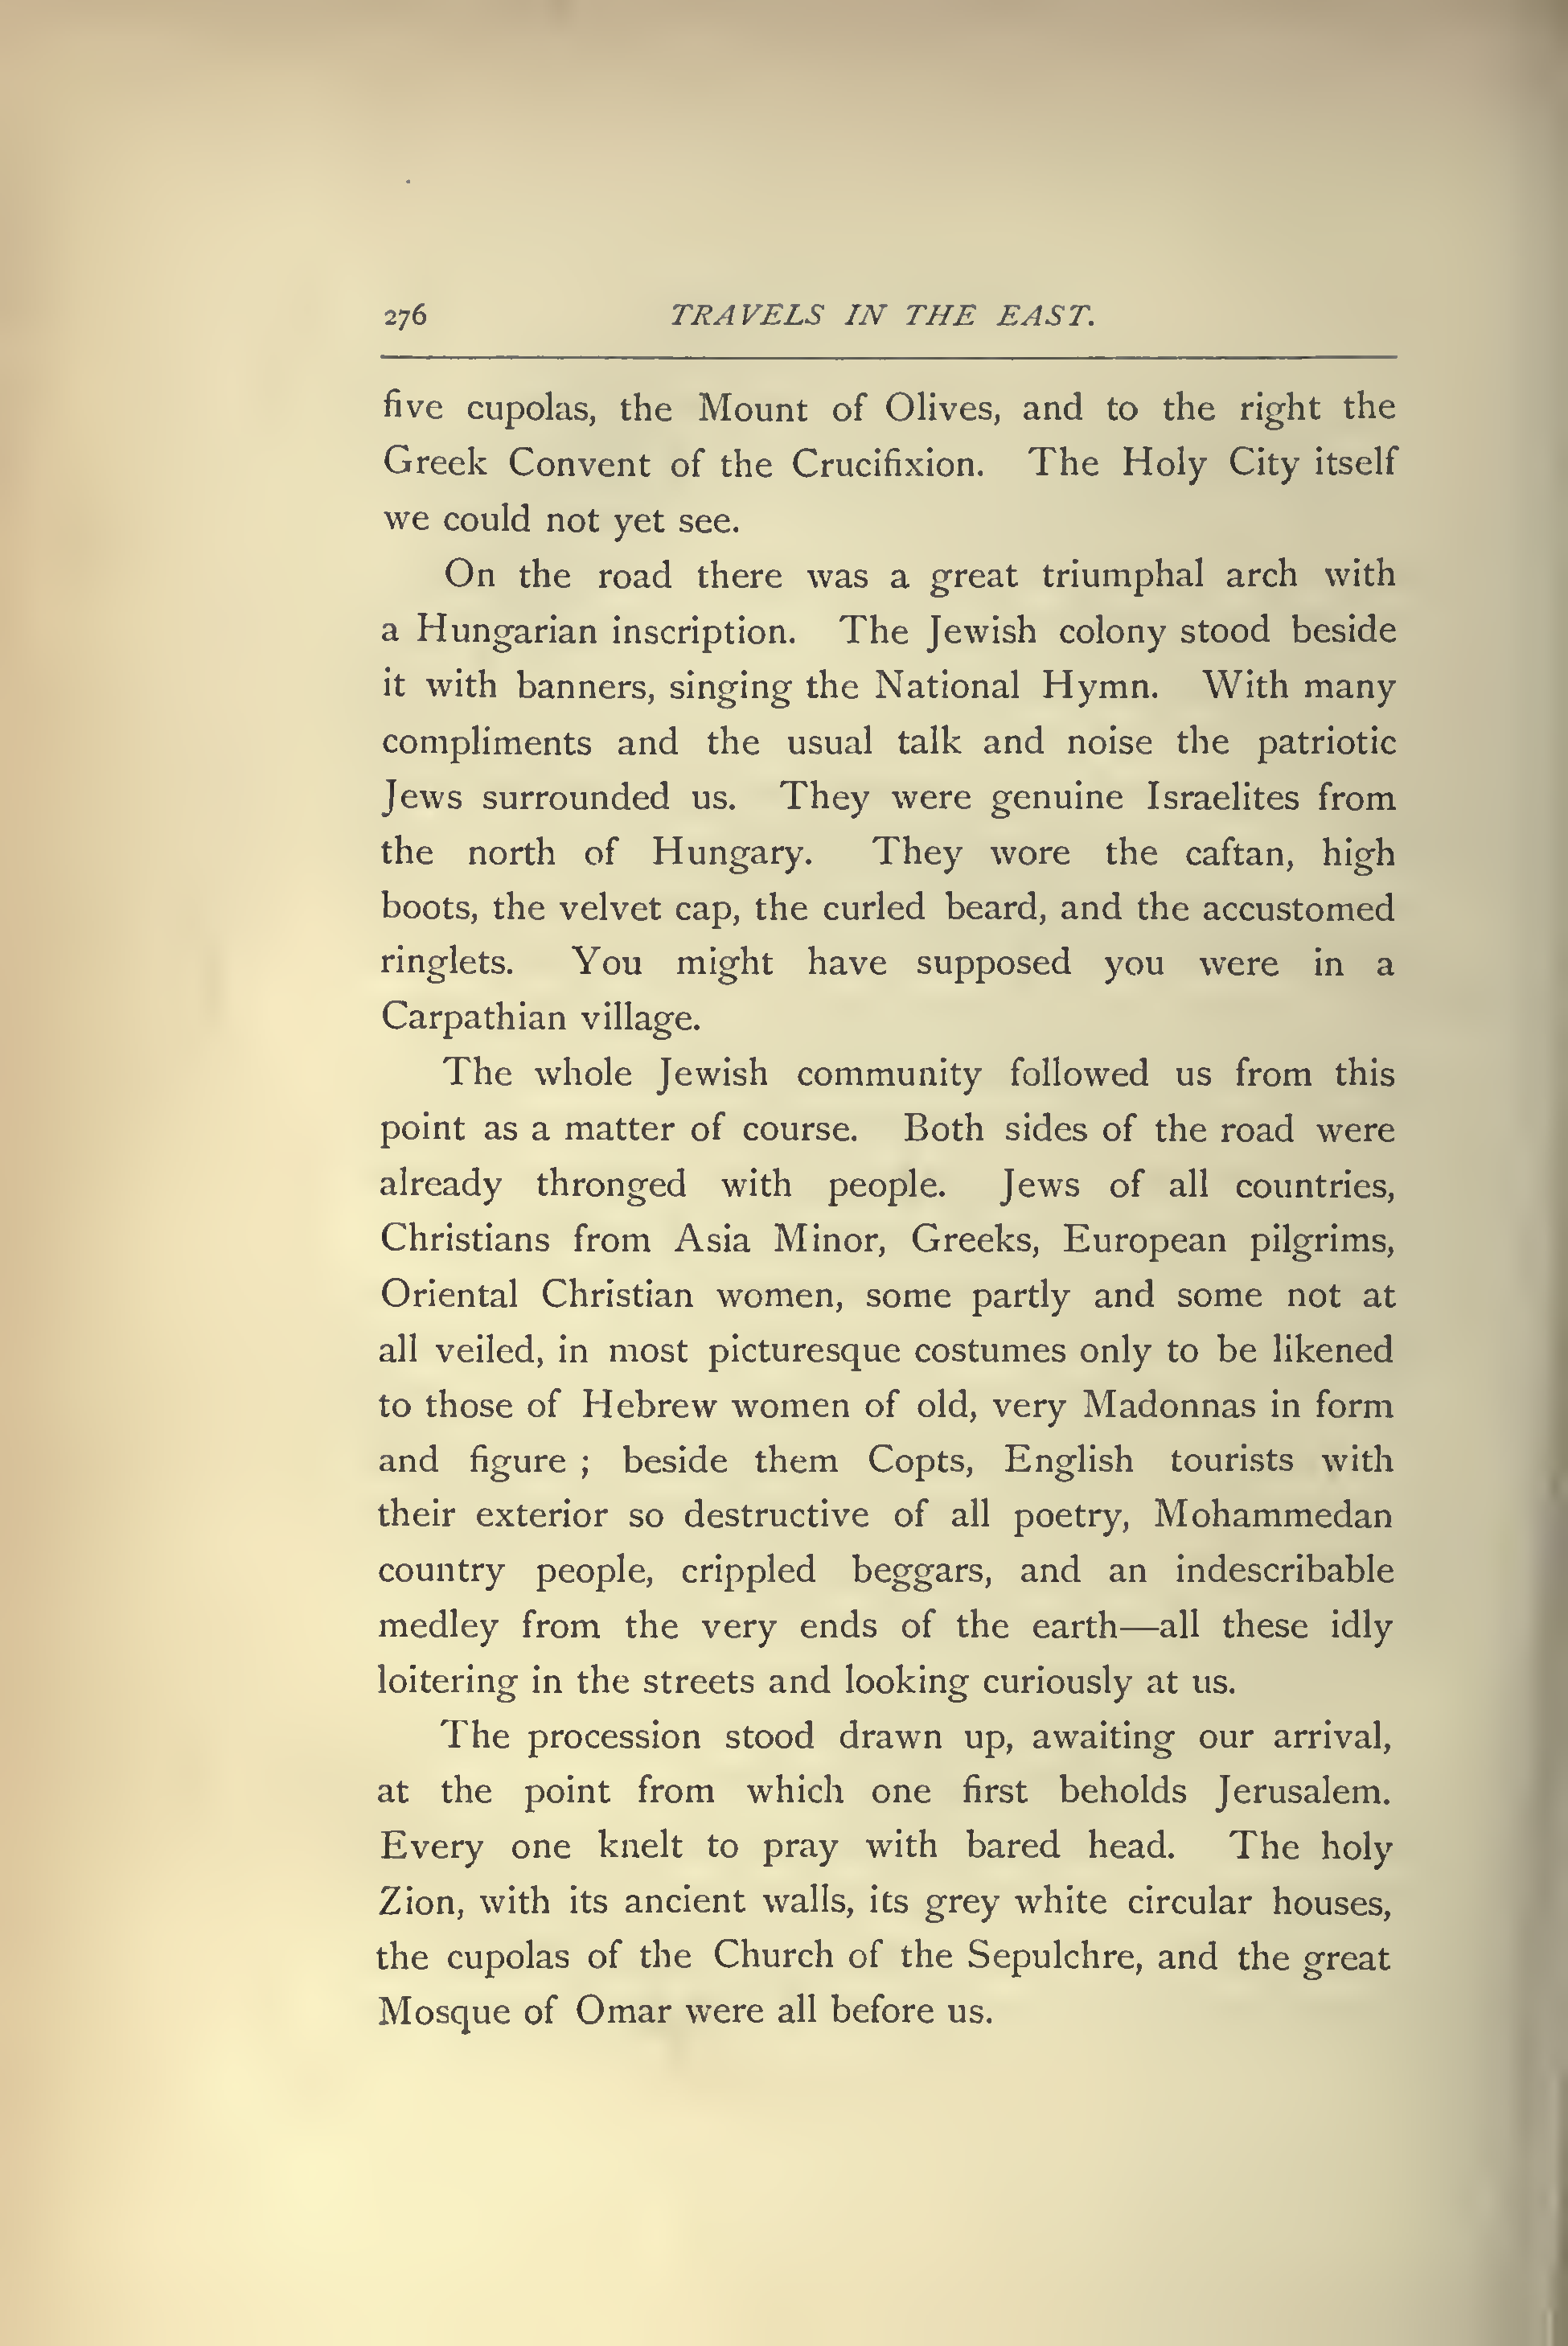 276 TRAVELS IN THE EAST.
five cupolas, the Mount of Olives, and to the right the
Greek Convent of the Crucifixion. The Holy City itself
we could not yet see.
On the road there was a great triumphal arch with
a Hungarian inscription. The Jewish colony stood beside
it with banners, singing the National Hymn. With many
compliments and the usual talk and noise the patriotic
Jews surrounded us. They were genuine Israelites from
the north of Hungary. They wore the caftan, high
boots, the velvet cap, the curled beard, and the accustomed
ringlets. You might have supposed you were in a
Carpathian village.
The whole Jewish community followed us from this
point as a matter of course. Both sides of the road were
already thronged with people. Jews of all countries,
Christians from Asia Minor, Greeks, European pilgrims,
Oriental Christian women, some partly and some not at
all veiled, in most picturesque costumes only to be likened
to those of Hebrew women of old, very Madonnas in form
and figure ; beside them Copts, English tourists with
their exterior so destructive of all poetry, Mohammedan
country people, crippled beggars, and an indescribable
medley from the very ends of the earth—all these idly
loitering in the streets and looking curiously at us.
The procession stood drawn up, awaiting our arrival,
at the point from which one first beholds Jerusalem.
Every one knelt to pray with bared head. The holy
Zion, with its ancient walls, its grey white circular houses,
the cupolas of the Church of the Sepulchre, and the great
Mosque of Omar were all before us.